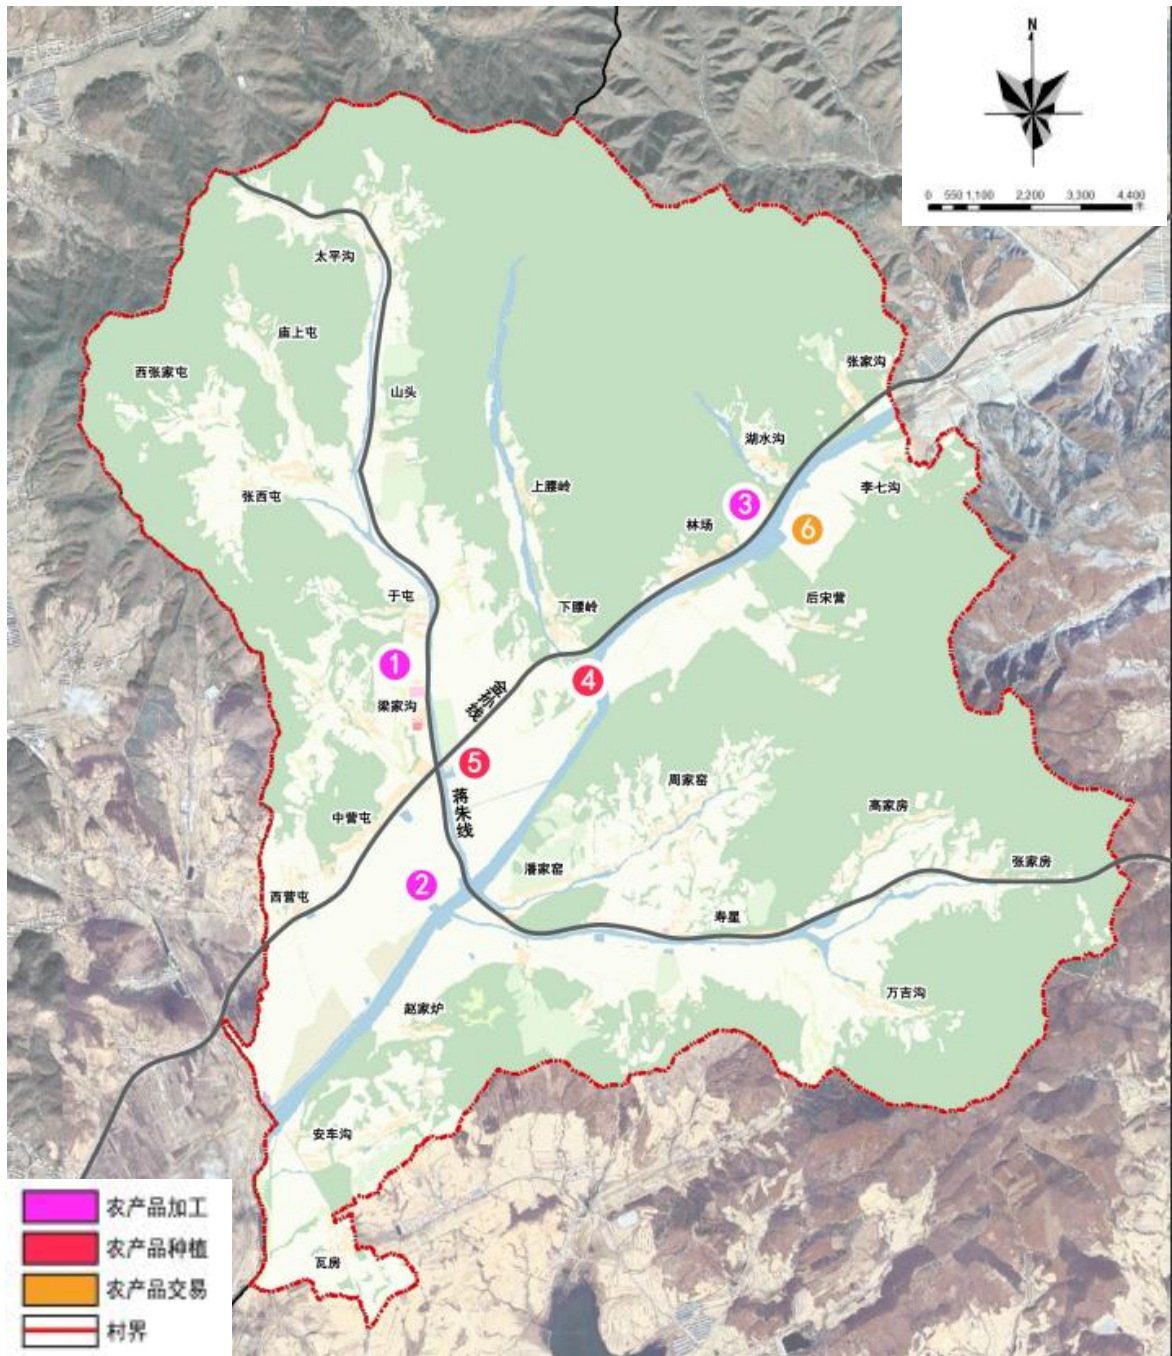 N
0 550 1,100 2,200 3,300 4,400
米
太平沟
庙上屯
西张家屯
张家沟
山头
湖水沟
上腰岭
李七沟
张西屯
3
林场
6
于屯
下腰岭
后宋营
1
4
金孙线
梁家沟
5
周家窑
蒋朱线
高家房
中营屯
张家房
潘家窑
2
西营屯
寿星
万吉沟
赵家炉
安车沟
瓦房
农产品加工
农产品种植
农产品交易
村界